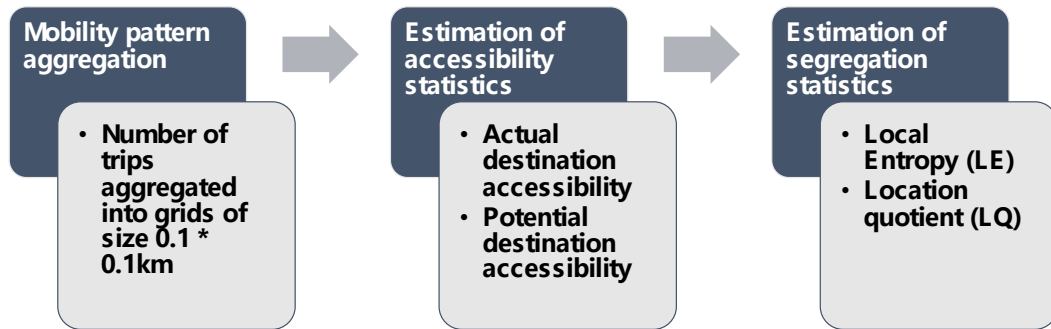 Mobility pattern
aggregation
• Number of
trips
aggregated
into grids of
size 0.1 *
0.1km
Estimation of
accessibility
statistics
• Actual
destination
accessibility
• Potential
destination
accessibility
Estimation of
segregation
statistics
• Local
Entropy (LE)
• Location
quotient (LQ)